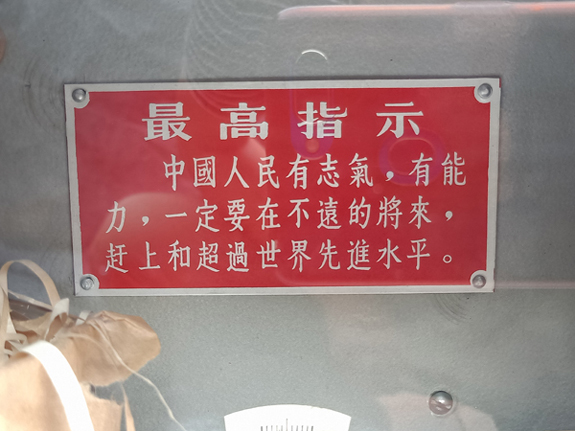 最高指示
中國人民有志氣，有能
力，一定要在不遠的將來，
赶上和超過世界先進水平。